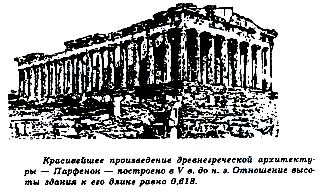 Красивейшее произведение древнегреческой архитекту-
ры — Парфенон — построено в V в. до н. э. Отношение высо-
ты здания к его длине равно 0,618.